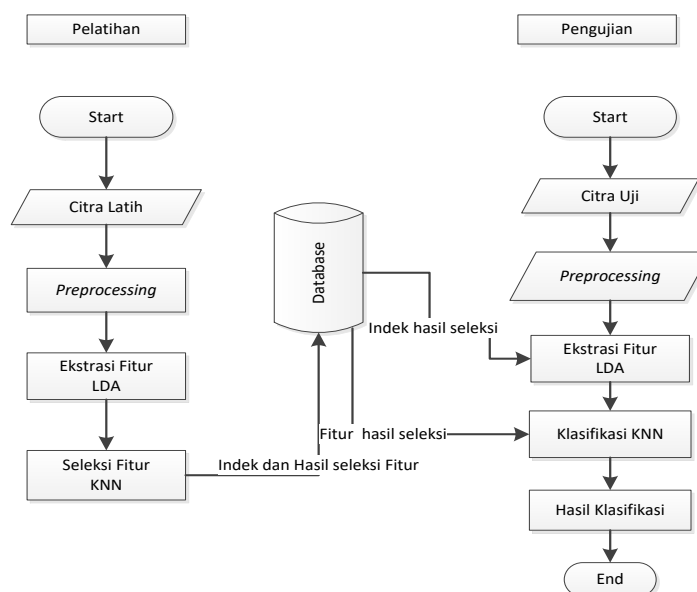 Pelatihan
Start
Citra Latih
Preprocessing
Ekstrasi Fitur
LDA
Seleksi Fitur
KNN
Database
Indek hasil seleksi
Fitur hasil seleksi
Indek dan Hasil seleksi Fitur
Pengujian
Start
Citra Uji
Preprocessing
Ekstrasi Fitur
LDA
Klasifikasi KNN
Hasil Klasifikasi
End